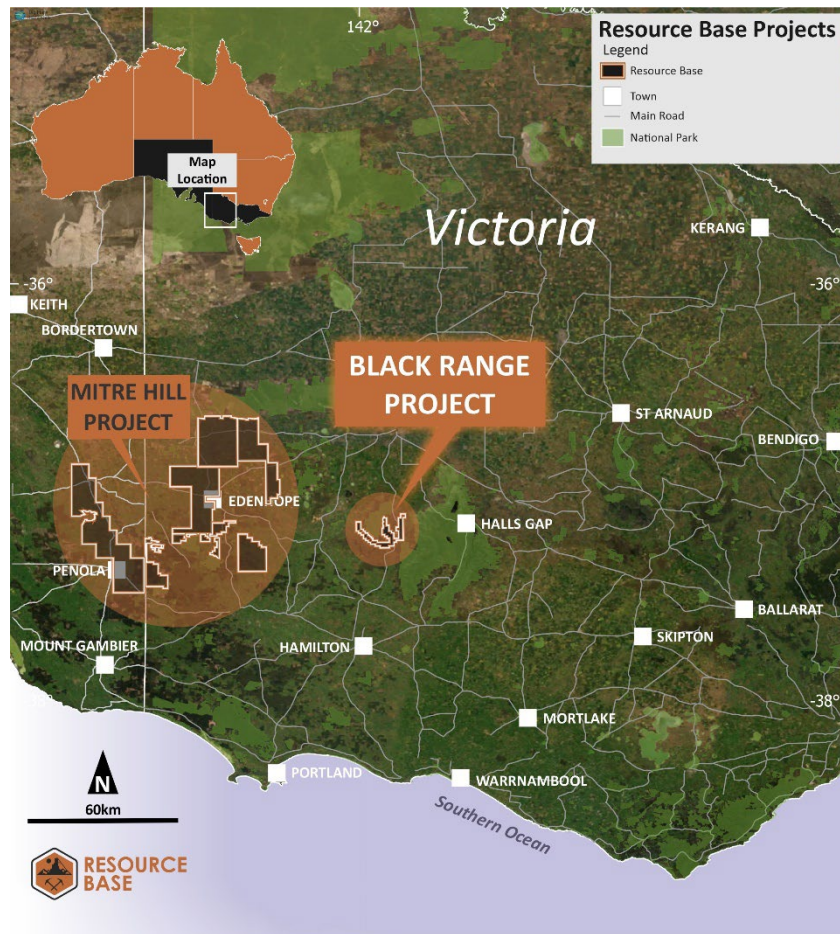 142°
Resource Base Projects
Legend
Resource Base
Town
Main Road
National Park
Map
Location
Victoria
KERANG
-36°
-36°
KEITH
BORDERTOWN
BLACK RANGE
PROJECT
MITRE HILL
PROJECT
ST ARNAUD
BENDIGO
EDENHOPE
HALLS GAP
PENOLA
BALLARAT
SKIPTON
HAMILTON
MOUNT GAMBIER
-38°
-38°
MORTLAKE
PORTLAND
WARRNAMBOOL
Southern Ocean
N
60km
RESOURCE
BASE